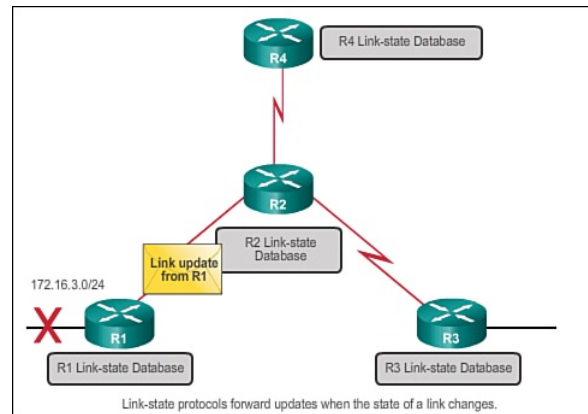 R4
R4 Link-state Database
R2
R2 Link-state
Database
Link update
from R1
172.16.3.0/24
R1
R1 Link-state Database
R3
R3 Link-state Database
Link-state protocols forward updates when the state of a link changes.